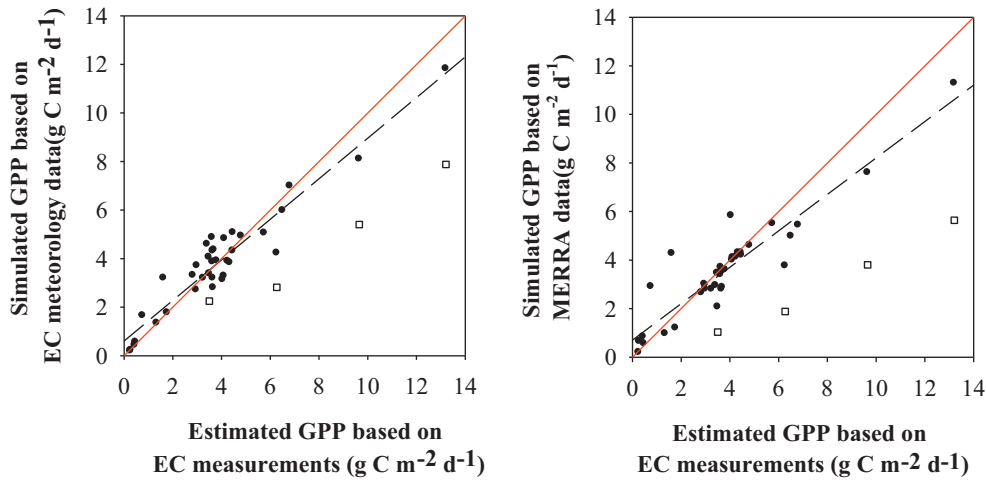 Simulated GPP based on
EC meteorology data(g C m-2 d-1)
14
12
10
8
6
4
2
0
0 2 4 6 8 10 12 14
Estimated GPP based on
EC measurements (g C m-2 d-1)
Simulated GPP based on
MERRA data(g C m-2 d-1)
14
12
10
8
6
4
2
0
0 2 4 6 8 10 12 14
Estimated GPP based on
EC measurements (g C m-2 d-1)